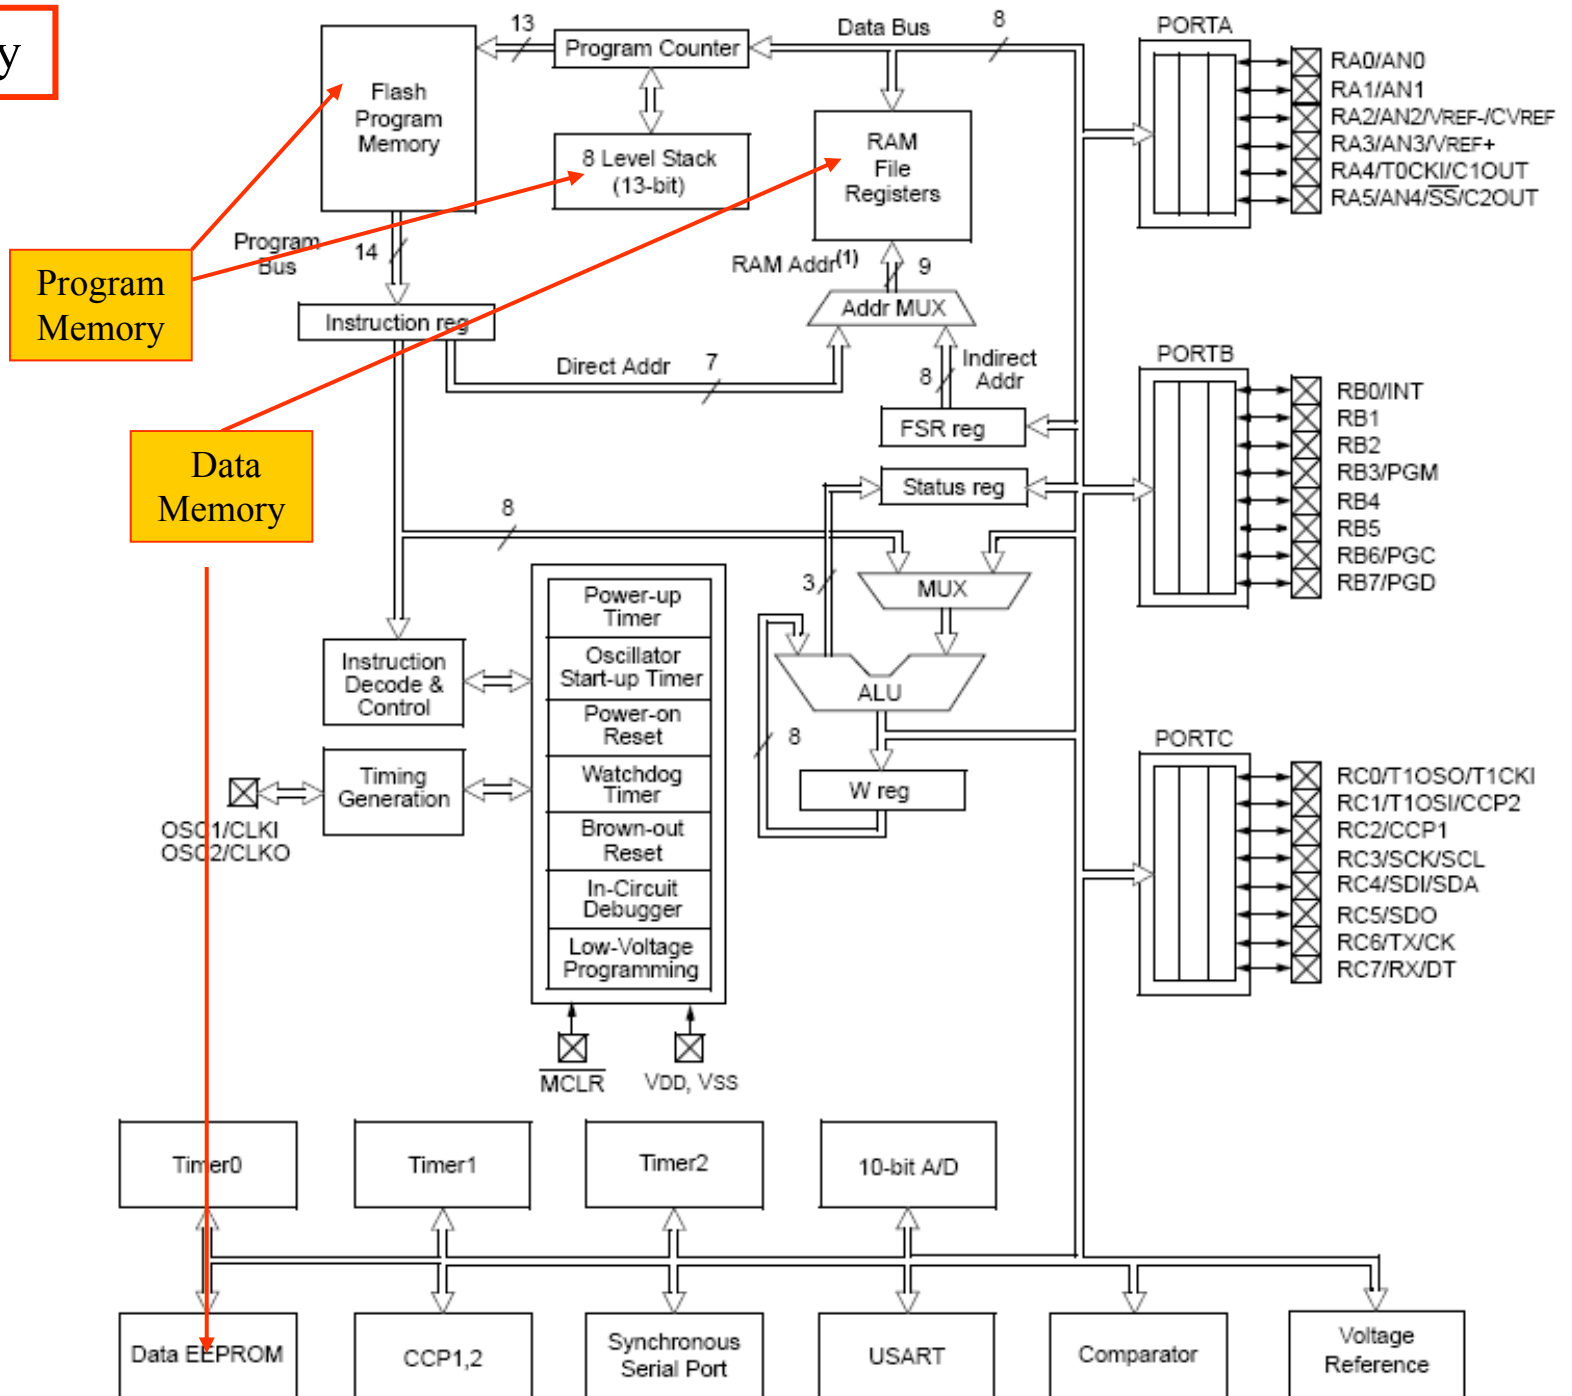 y
Flash
Program
Memory
13
Program Counter
Data Bus
8
8 Level Stack
(13-bit)
RAM
File
Registers
Program
Bus
14
RAM Addr(1)
9
Program
Memory
Instruction reg
Addr MUX
Direct Addr
7
8
Indirect
Addr
FSR reg
Data
Memory
Status reg
8
3
MUX
Power-up
Timer
Oscillator
Start-up Timer
Power-on
Reset
Watchdog
Timer
Brown-out
Reset
In-Circuit
Debugger
Low-Voltage
Programming
Instruction
Decode &
Control
ALU
8
W reg
Timing
Generation
OSC1/CLKI
OSC2/CLKO
MCLR
VDD, VSS
PORTA
RA0/AN0
RA1/AN1
RA2/AN2/VREF-/CVREF
RA3/AN3/VREF+
RA4/T0CKI/C1OUT
RA5/AN4/SS/C2OUT
PORTB
RB0/INT
RB1
RB2
RB3/PGM
RB4
RB5
RB6/PGC
RB7/PGD
PORTC
RC0/T1OSO/T1CKI
RC1/T1OSI/CCP2
RC2/CCP1
RC3/SCK/SCL
RC4/SDI/SDA
RC5/SDO
RC6/TX/CK
RC7/RX/DT
Timer0
Timer1
Timer2
10-bit A/D
Data EEPROM
CCP1,2
Synchronous
Serial Port
USART
Comparator
Voltage
Reference